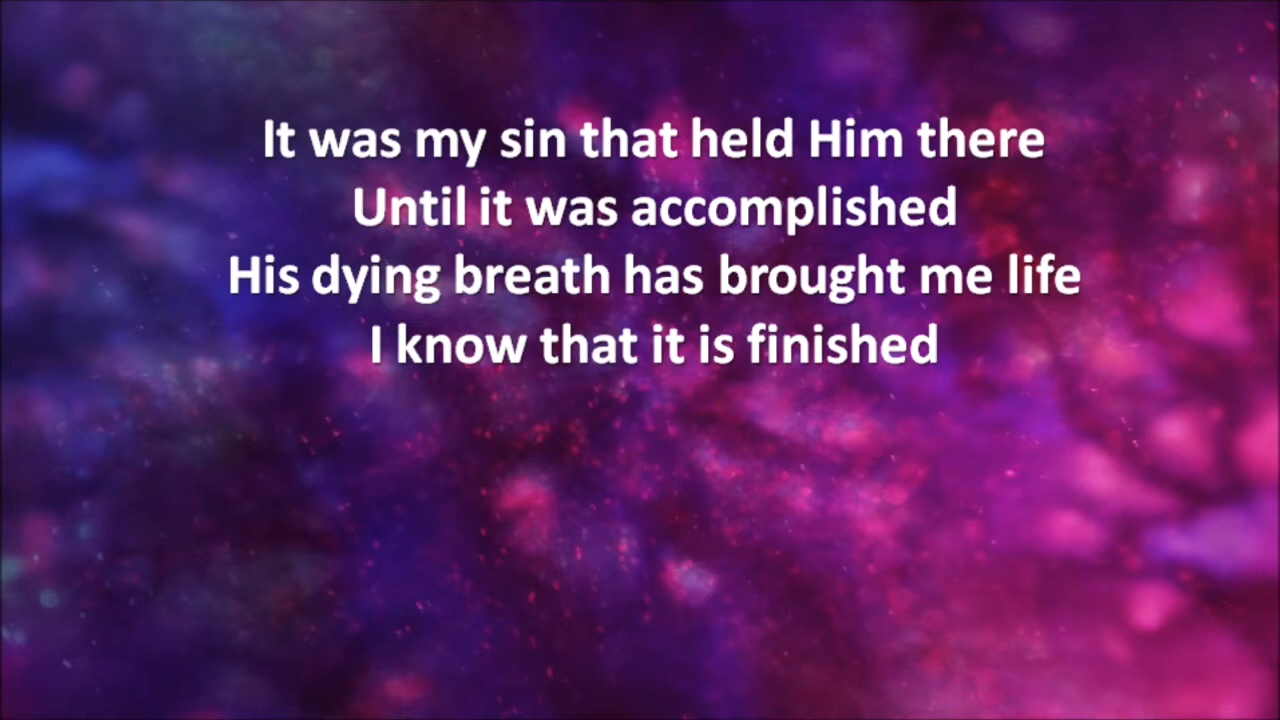 It was my sin that held Him there
Until it was accomplished
His dying breath has brought me life
I know that it is finished